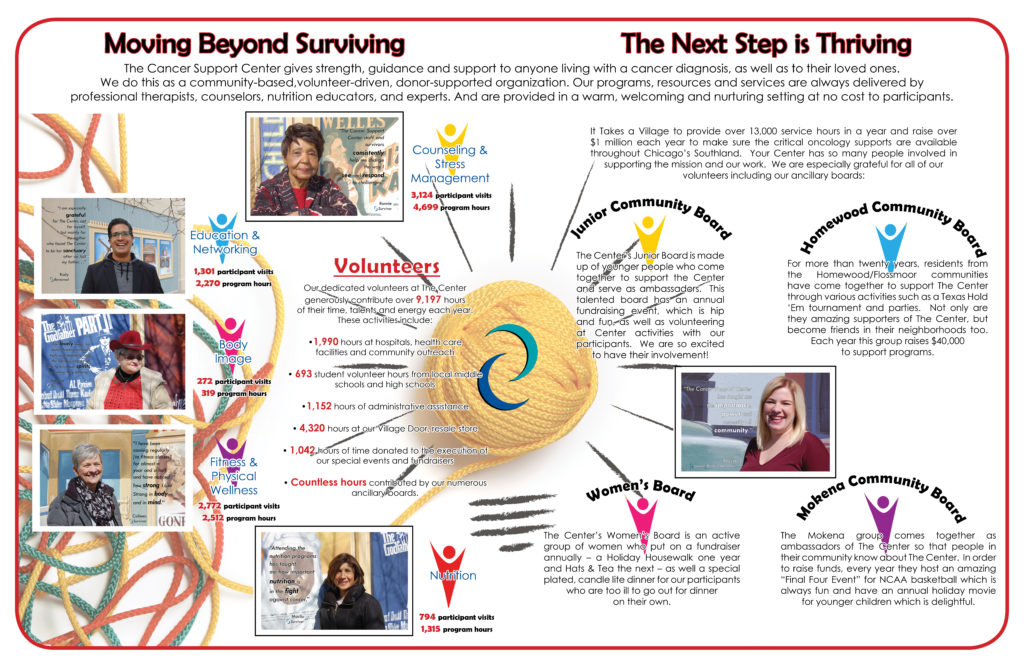 Moving Beyond Surviving
The Next Step is Thriving
The Cancer Support Center gives strength, guidance and support to anyone living with a cancer diagnosis, as well as to their loved ones.
We do this as a community-based,volunteer-driven, donor-supported organization. Our programs, resources and services are always delivered by
professional therapists, counselors, nutrition educators, and experts. And are provided in a warm, welcoming and nurturing setting at no cost to participants.
WELLES
"The Cancer Support
Center staff and
survivors
consistently
help me
see and respond
to challenges
Bonnie
Survivor
Counseling &
Stress
Management
3,124 participant visits
4,699 program hours
"I am especially
grateful
for The Center, not
for myself,
but mostly for
my father
who found The Center
to be his sanctuary
after we lost
my mother."
Rudy
Education &
Networking
1,301 participant visits
2,270 program hours
Godfather PART II
Body
Image
272 participant visits
319 program hours
"I have been
coming regularly
to fitness classes
for almost a
year and a half
and have noticed
how strong I am.
Strong in body
and in mind."
Colleen
Survivor
GONE
Fitness &
Physical
Wellness
2,772 participant visits
2,512 program hours
"Attending the
nutrition programs
has taught
me how important
nutrition is
in the fight
against cancer."
Survivor
Nutrition
794 participant visits
1,315 program hours
Volunteers
Our dedicated volunteers at The Center
generously contribute over 9,197 hours
of their time, talents and energy each year.
These activities include:
•1,990 hours at hospitals, health care
facilities and community outreach
• 693 student volunteer hours from local middle
schools and high schools
•1,152 hours of administrative assistance
• 4,320 hours at our Village Door, resale store
•1,042 hours of time donated to the execution of
our special events and fundraisers
• Countless hours contributed by our numerous
ancillary boards.
It Takes a Village to provide over 13,000 service hours in a year and raise over
$1 million each year to make sure the critical oncology supports are available
throughout Chicago's Southland. Your Center has so many people involved in
supporting the mission and our work. We are especially grateful for all of our
volunteers including our ancillary boards:
Junior Community Board
The Center's Junior Board is made
up of younger people who come
together to support The Center
and serve as ambassadors. This
talented board has an annual
fundraising event, which is hip
and fun, as well as volunteering
at Center activities with our
participants. We are so excited
to have their involvement!
Homewood Community Board
For more than twenty years, residents from
the Homewood/Flossmoor communities
have come together to support The Center
through various activities such as a Texas Hold
'Em tournament and parties. Not only are
they amazing supporters of The Center, but
become friends in their neighborhoods too.
Each year this group raises $40,000
to support programs.
"The Cancer Support Center
has taught me
the importance
community."
Women's Board
The Center's Women's Board is an active
group of women who put on a fundraiser
annually – a Holiday Housewalk one year
and Hats & Tea the next – as well a special
plated, candle lite dinner for our participants
who are too ill to go out for dinner
on their own.
Mokena Community Board
The Mokena group comes together as
ambassadors of The Center so that people in
their community know about The Center. In order
to raise funds, every year they host an amazing
"Final Four Event" for NCAA basketball which is
always fun and have an annual holiday movie
for younger children which is delightful.